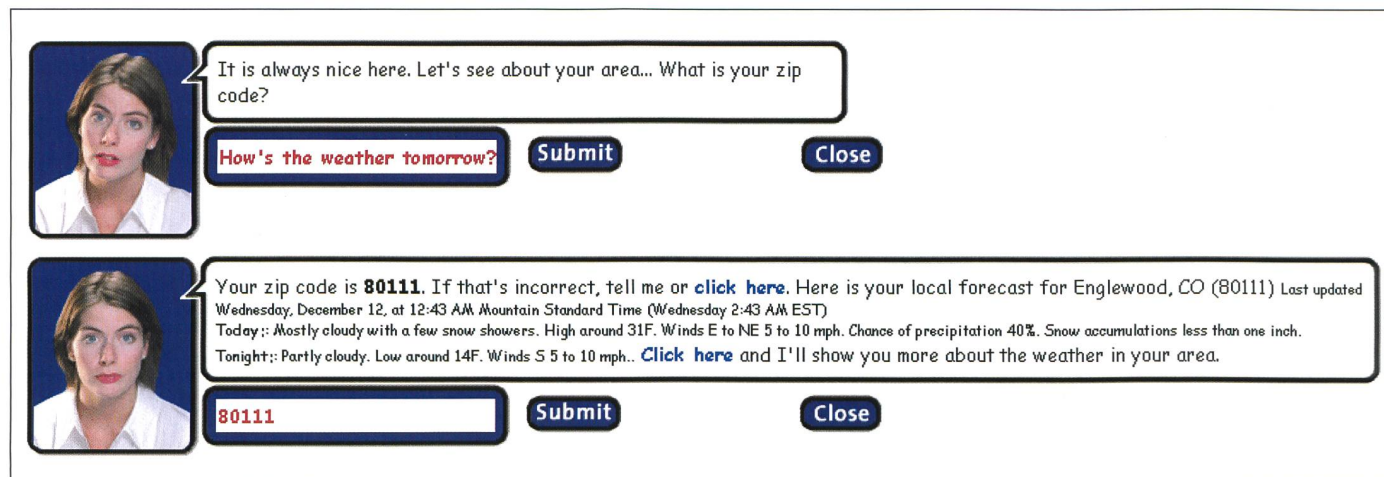 It is always nice here. Let's see about your area... What is your zip
code?
How's the weather tomorrow?
Submit
Close
Your zip code is 80111. If that's incorrect, tell me or click here. Here is your local forecast for Englewood, CO (80111) Last updated
Wednesday, December 12, at 12:43 AM Mountain Standard Time (Wednesday 2:43 AM EST)
Today;: Mostly cloudy with a few snow showers. High around 31F. Winds E to NE 5 to 10 mph. Chance of precipitation 40%. Snow accumulations less than one inch.
Tonight;: Partly cloudy. Low around 14F. Winds S 5 to 10 mph.. Click here and I'll show you more about the weather in your area.
80111
Submit
Close